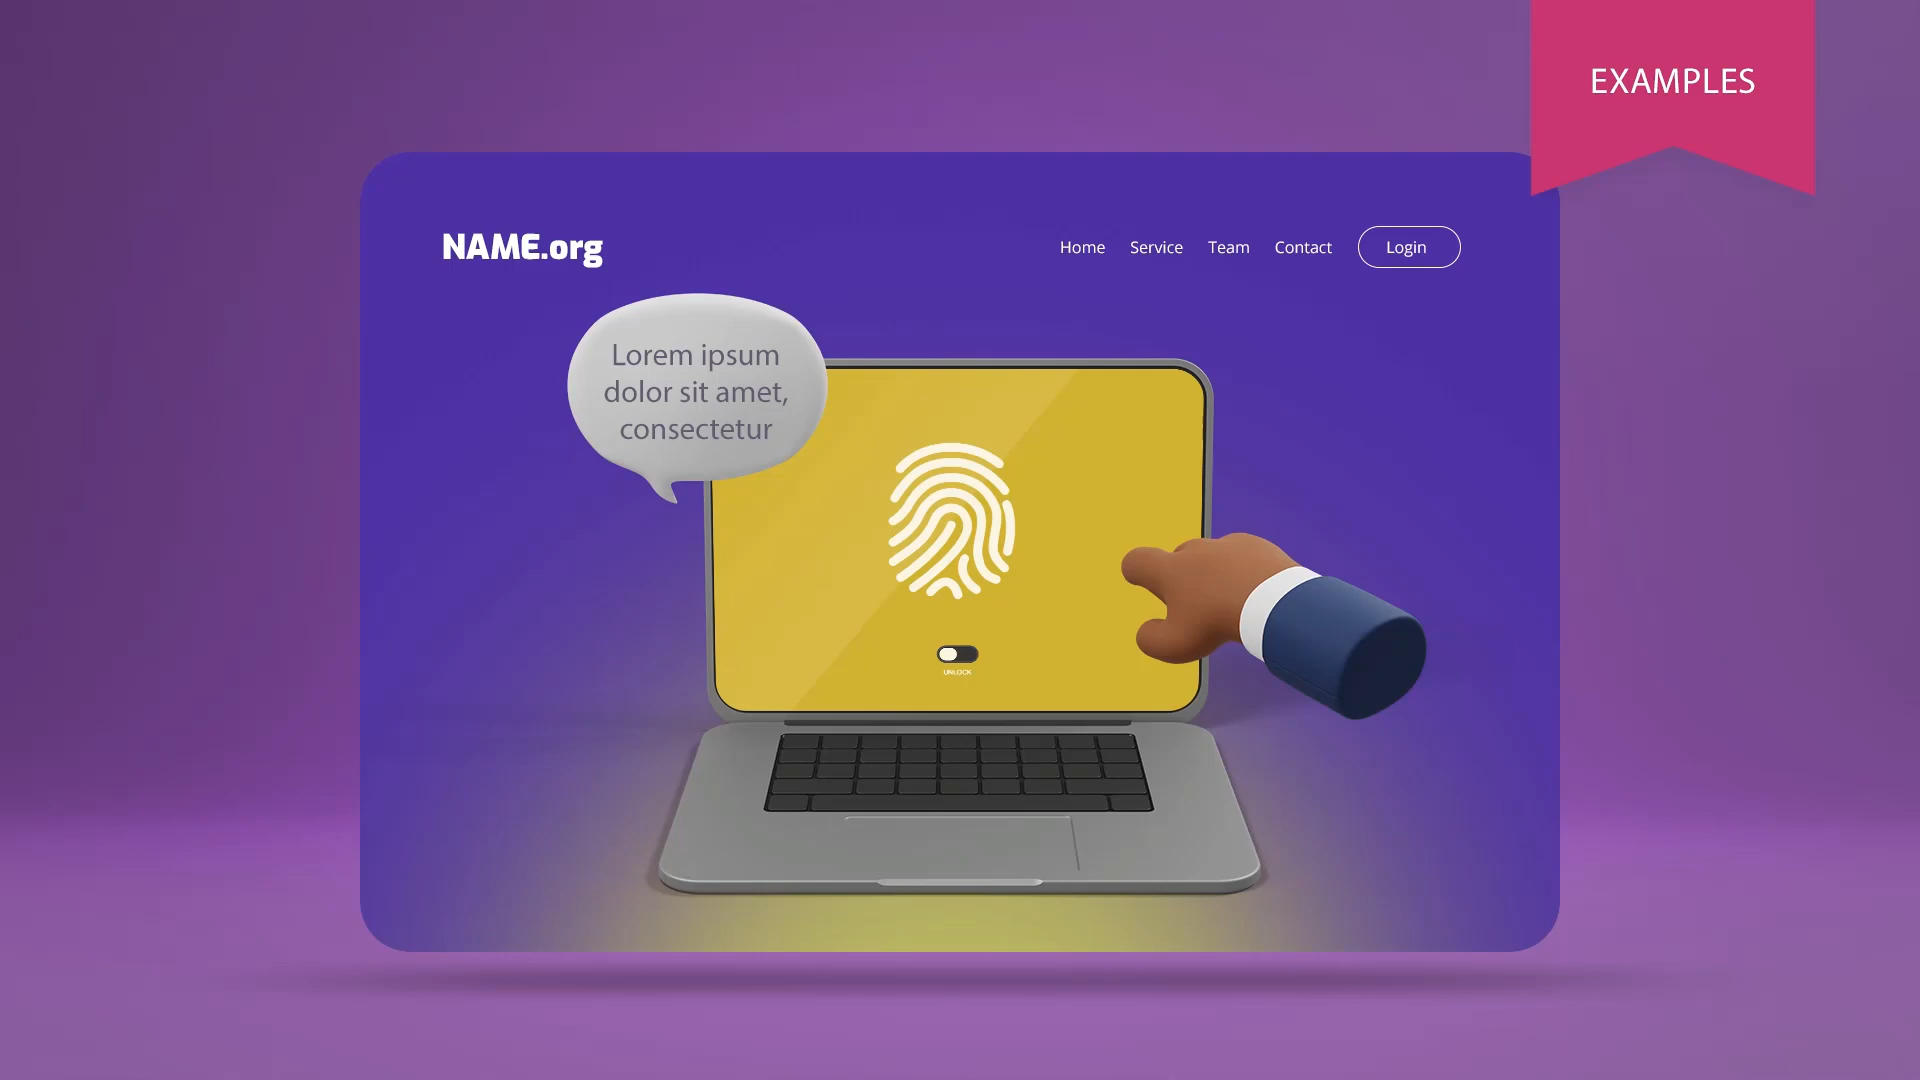 EXAMPLES
NAME.org
Home Service Team Contact Login
Lorem ipsum
dolor sit amet,
consectetur
UNLOCK